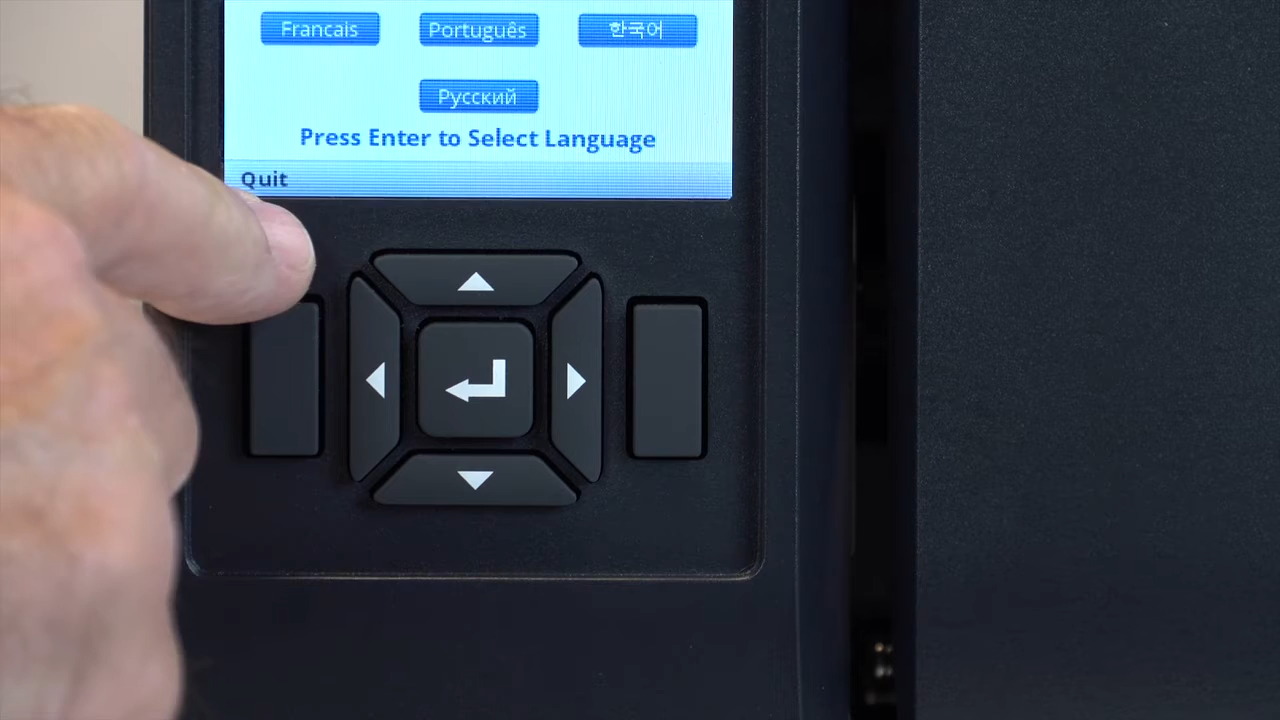 Francais Português 한국어
Русский
Press Enter to Select Language
Quit